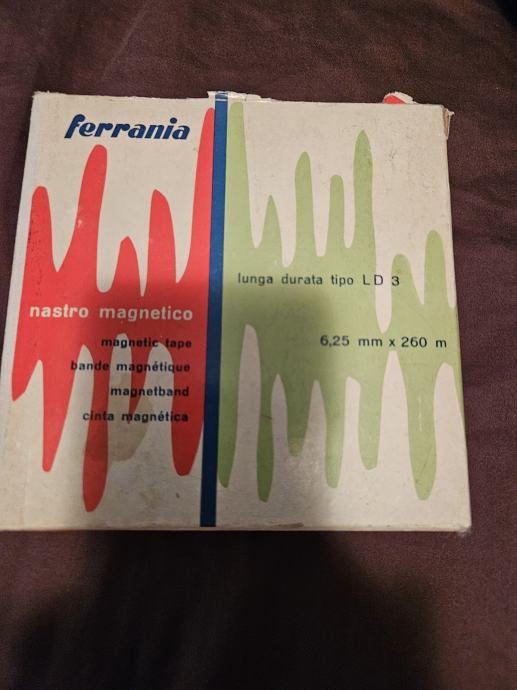 ferrania
lunga durata tipo LD 3
nastro magnetico
6,25 mm x 260 m
magnetic tape
bande magnétique
magnetband
cinta magnética